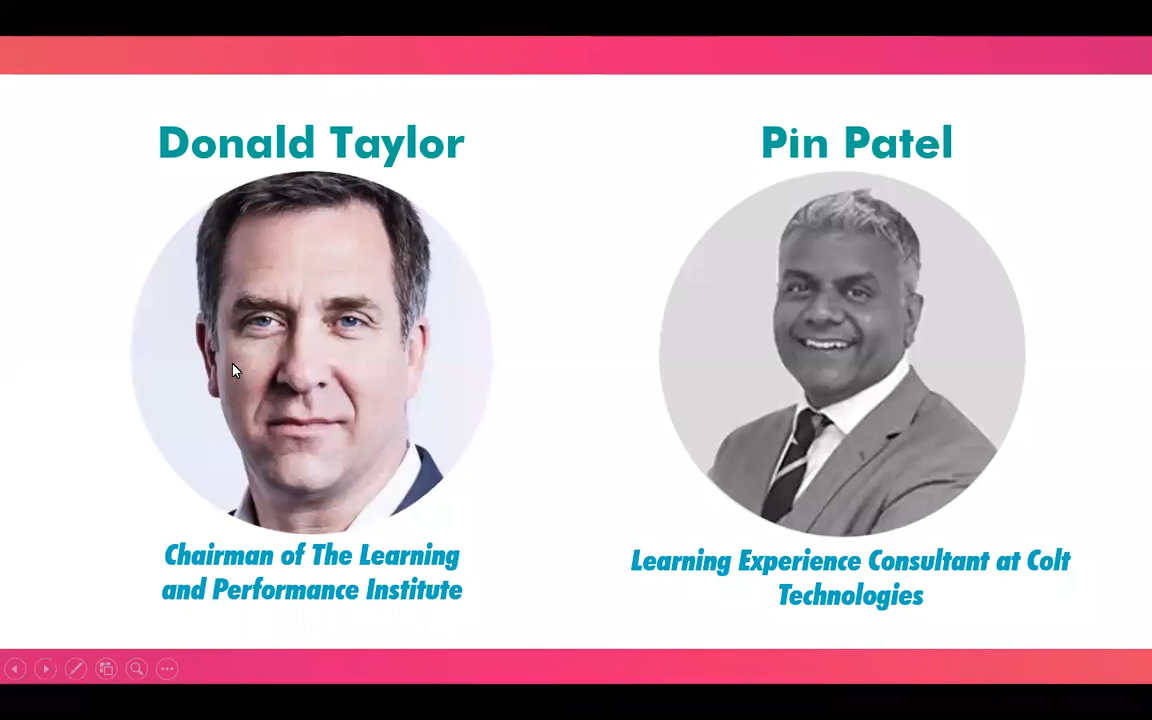 Donald Taylor
Pin Patel
Chairman of The Learning
and Performance Institute
Learning Experience Consultant at Colt
Technologies